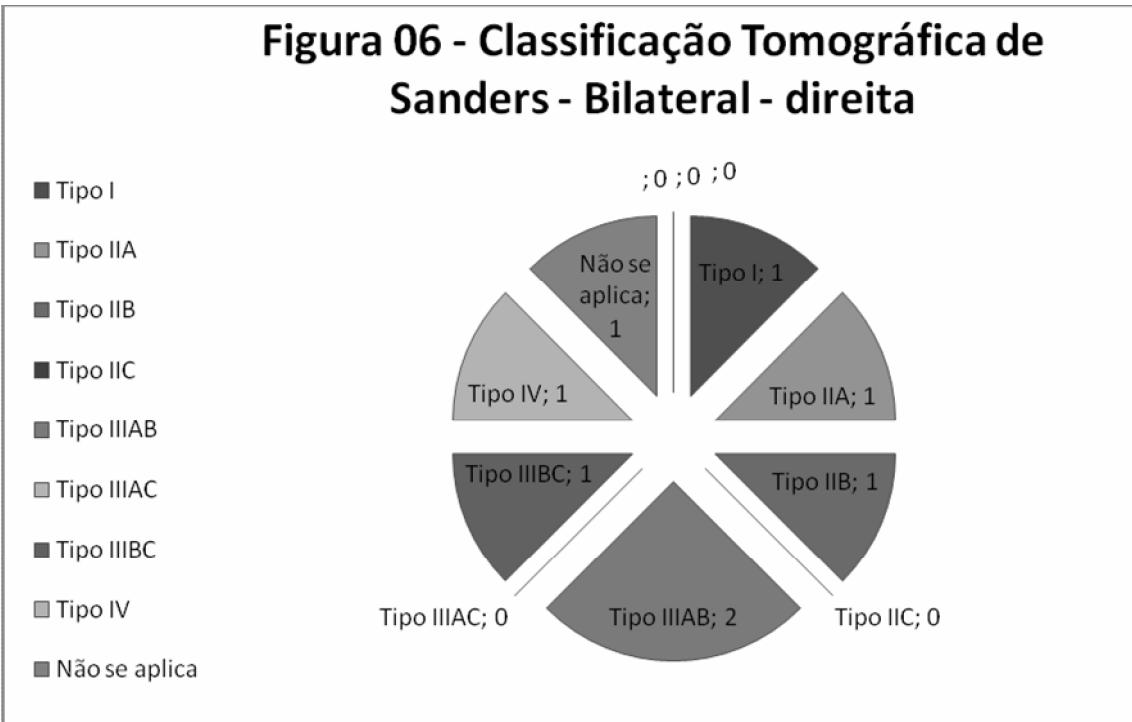 Figura 06 - Classificação Tomográfica de
Sanders - Bilateral - direita
Tipo I
Tipo IIA
Tipo IIB
Tipo IIC
Tipo IIIAB
Tipo IIIAC
Tipo IIIBC
Tipo IV
Não se aplica
; 0 ; 0 ; 0
Tipo I; 1
Tipo IIA; 1
Tipo IIB; 1
Tipo IIC; 0
Tipo IIIAB; 2
Tipo IIIAC; 0
Tipo IIIBC; 1
Tipo IV; 1
Não se
aplica;
1